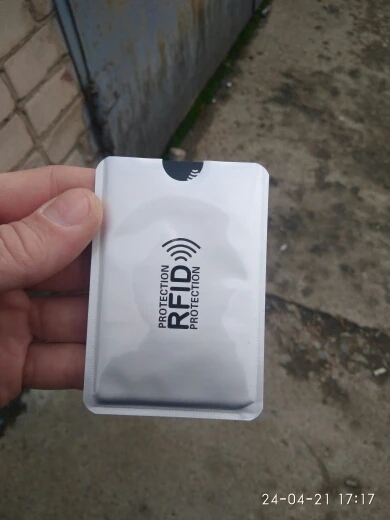 PROTECTION
RFID
PROTECTION
24-04-21 17:17